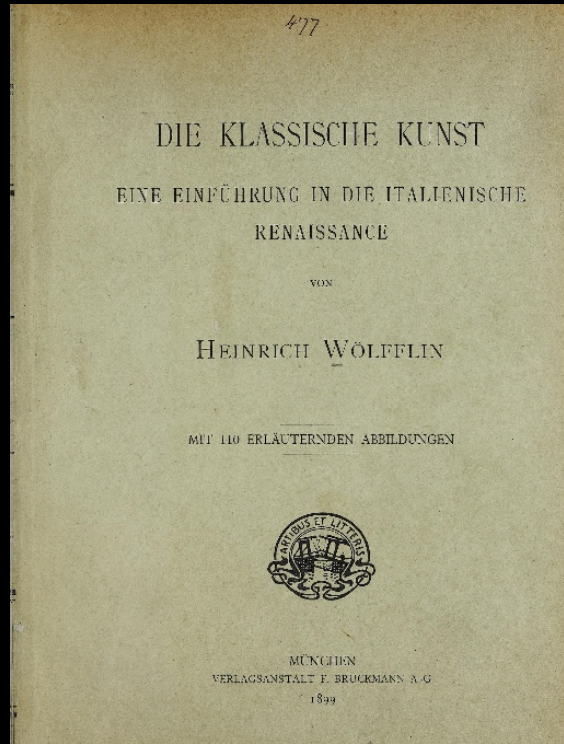 477
DIE KLASSISCHE KUNST
EINE EINFÜHRUNG IN DIE ITALIENISCHE
RENAISSANCE
VON
HEINRICH WÖLFFLIN
MIT 110 ERLÄUTERNDEN ABBILDUNGEN
ARTIBUS ET LITTERIS
MÜNCHEN
VERLAGSANSTALT F. BRUCKMANN A.-G.
1899